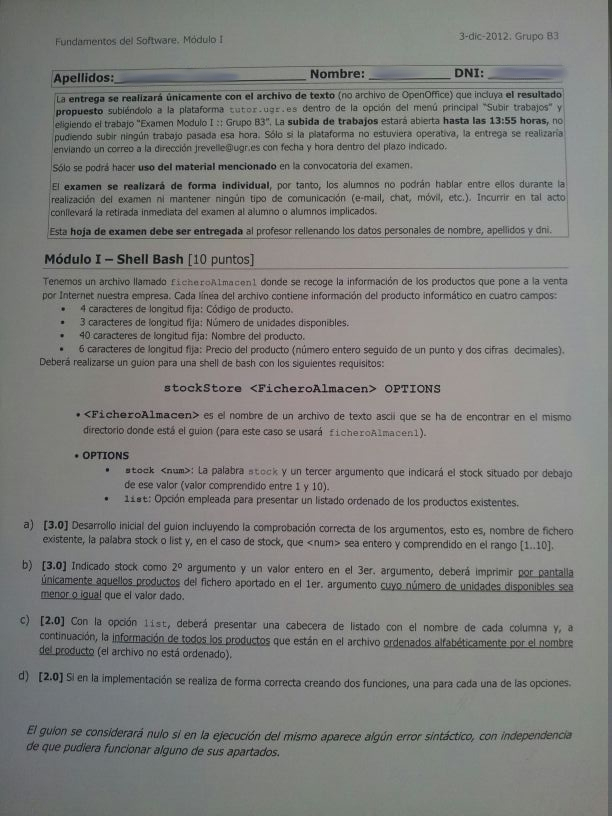 Fundamentos del Software. Módulo I
3-dic-2012. Grupo B3
Apellidos: Nombre: DNI:
La entrega se realizará únicamente con el archivo de texto (no archivo de OpenOffice) que incluya el resultado
propuesto subiéndolo a la plataforma tutor.ugr.es dentro de la opción del menú principal "Subir trabajos" y
eligiendo el trabajo "Examen Modulo I :: Grupo B3". La subida de trabajos estará abierta hasta las 13:55 horas, no
pudiendo subir ningún trabajo pasada esa hora. Sólo si la plataforma no estuviera operativa, la entrega se realizaría
enviando un correo a la dirección jrevelle@ugr.es con fecha y hora dentro del plazo indicado.
Sólo se podrá hacer uso del material mencionado en la convocatoria del examen.
El examen se realizará de forma individual, por tanto, los alumnos no podrán hablar entre ellos durante la
realización del examen ni mantener ningún tipo de comunicación (e-mail, chat, móvil, etc.). Incurrir en tal acto
conllevará la retirada inmediata del examen al alumno o alumnos implicados.
Esta hoja de examen debe ser entregada al profesor rellenando los datos personales de nombre, apellidos y dni.
Módulo I – Shell Bash [10 puntos]
Tenemos un archivo llamado ficheroAlmacen1 donde se recoge la información de los productos que pone a la venta
por Internet nuestra empresa. Cada línea del archivo contiene información del producto informático en cuatro campos:
• 4 caracteres de longitud fija: Código de producto.
• 3 caracteres de longitud fija: Número de unidades disponibles.
• 40 caracteres de longitud fija: Nombre del producto.
• 6 caracteres de longitud fija: Precio del producto (número entero seguido de un punto y dos cifras decimales).
Deberá realizarse un guion para una shell de bash con los siguientes requisitos:
stockStore <FicheroAlmacen> OPTIONS
• <FicheroAlmacen> es el nombre de un archivo de texto ascii que se ha de encontrar en el mismo
directorio donde está el guion (para este caso se usará ficheroAlmacen1).
• OPTIONS
• stock <num>: La palabra stock y un tercer argumento que indicará el stock situado por debajo
de ese valor (valor comprendido entre 1 y 10).
• list: Opción empleada para presentar un listado ordenado de los productos existentes.
a) [3.0] Desarrollo inicial del guion incluyendo la comprobación correcta de los argumentos, esto es, nombre de fichero
existente, la palabra stock o list y, en el caso de stock, que <num> sea entero y comprendido en el rango [1..10].
b) [3.0] Indicado stock como 2º argumento y un valor entero en el 3er. argumento, deberá imprimir por pantalla
únicamente aquellos productos del fichero aportado en el 1er. argumento cuyo número de unidades disponibles sea
menor o igual que el valor dado.
c) [2.0] Con la opción list, deberá presentar una cabecera de listado con el nombre de cada columna y, a
continuación, la información de todos los productos que están en el archivo ordenados alfabéticamente por el nombre
del producto (el archivo no está ordenado).
d) [2.0] Si en la implementación se realiza de forma correcta creando dos funciones, una para cada una de las opciones.
El guion se considerará nulo si en la ejecución del mismo aparece algún error sintáctico, con independencia
de que pudiera funcionar alguno de sus apartados.